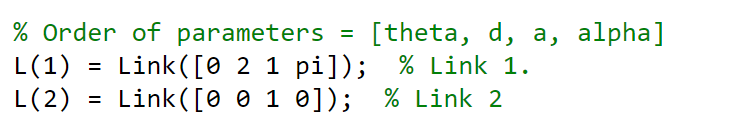 % Order of parameters = [theta, d, a, alpha]
L(1) = Link([0 2 1 pi]);  % Link 1.
L(2) = Link([0 0 1 0]);  % Link 2